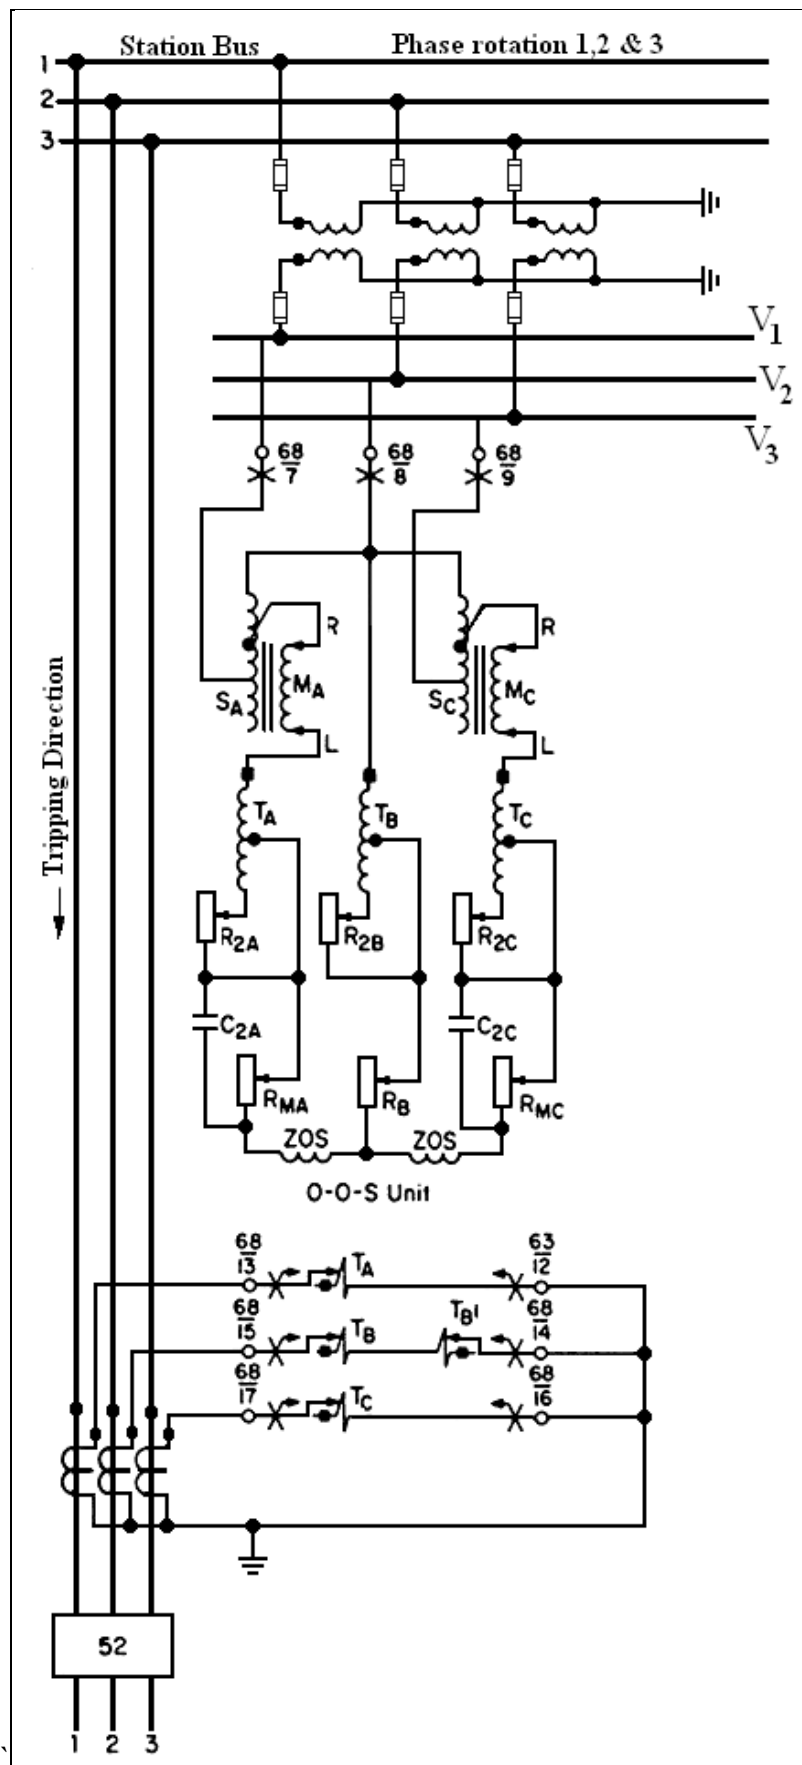 Station Bus Phase rotation 1,2 & 3
1
2
3
V1
V2
V3
68
7
68
8
68
9
R
R
SA
MA
SC
MC
L
L
Tripping Direction
TA
TB
TC
R2A
R2B
R2C
C2A
C2C
RMA
RB
RMC
ZOS
ZOS
O-O-S Unit
68
13
TA
63
12
68
15
TB
TB'
68
14
68
17
TC
68
16
52
1 2 3
`